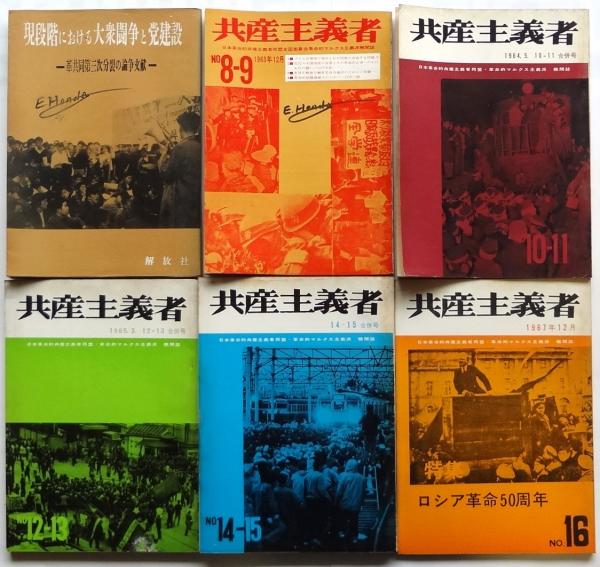 現段階における大衆闘争と党建設
―革共同第三次分裂の論争文献―
E. Honda
解放社
共産主義者
NO 8-9
1963年12月
E. Honda
共産主義者
1964.5. 10-11合併号
日本革命的共産主義者同盟・革命的マルクス主義派 機関誌
10-11
共産主義者
1965.3. 12-13合併号
日本革命的共産主義者同盟・革命的マルクス主義派 機関誌
NO 12-13
共産主義者
14-15合併号
日本革命的共産主義者同盟・革命的マルクス主義派 機関誌
NO 14-15
共産主義者
1967年12月
日本革命的共産主義者同盟・革命的マルクス主義派 機関誌
特集
ロシア革命50周年
NO. 16